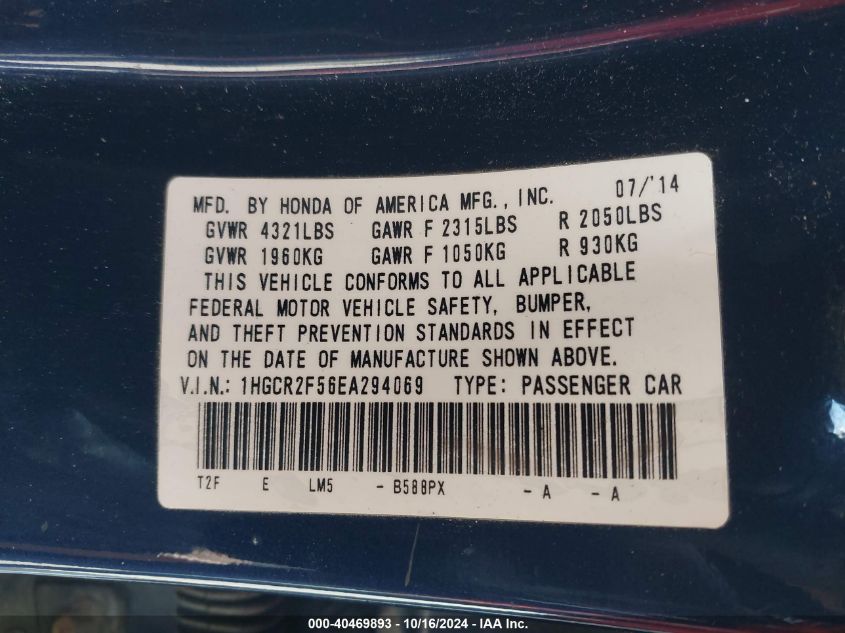 MFD. BY HONDA OF AMERICA MFG., INC. 07/'14
GVWR 4321LBS GAWR F 2315LBS R 2050LBS
GVWR 1960KG GAWR F 1050KG R 930KG
THIS VEHICLE CONFORMS TO ALL APPLICABLE
FEDERAL MOTOR VEHICLE SAFETY, BUMPER,
AND THEFT PREVENTION STANDARDS IN EFFECT
ON THE DATE OF MANUFACTURE SHOWN ABOVE.
V.I.N.: 1HGCR2F56EA294069 TYPE: PASSENGER CAR
T2F E LM5 - B588PX - A - A
000-40469893 - 10/16/2024 - IAA Inc.